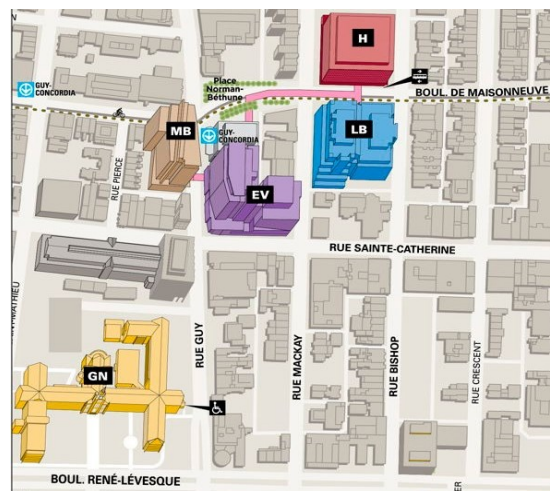 H
Place
Norman-
Béthune
GUY-
CONCORDIA
BOUL. DE MAISONNEUVE
MB
LB
GUY-
CONCORDIA
RUE PIERCE
EV
RUE SAINTE-CATHERINE
GN
RUE GUY
RUE MACKAY
RUE BISHOP
RUE CRESCENT
BOUL. RENÉ-LÉVESQUE